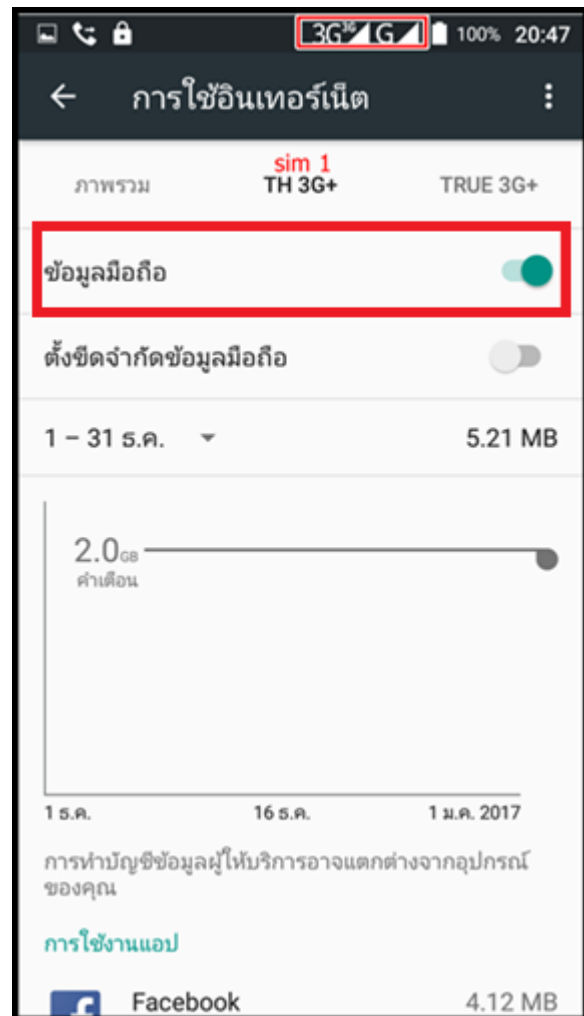 3G 3G G 100% 20:47
การใช้อินเทอร์เน็ต
sim 1
ภาพรวม TH 3G+ TRUE 3G+
ข้อมูลมือถือ
ตั้งขีดจำกัดข้อมูลมือถือ
1 – 31 ธ.ค. 5.21 MB
2.0GB
คำเตือน
1 ธ.ค. 16 ธ.ค. 1 ม.ค. 2017
การทำบัญชีข้อมูลผู้ให้บริการอาจแตกต่างจากอุปกรณ์
ของคุณ
การใช้งานแอป
Facebook 4.12 MB